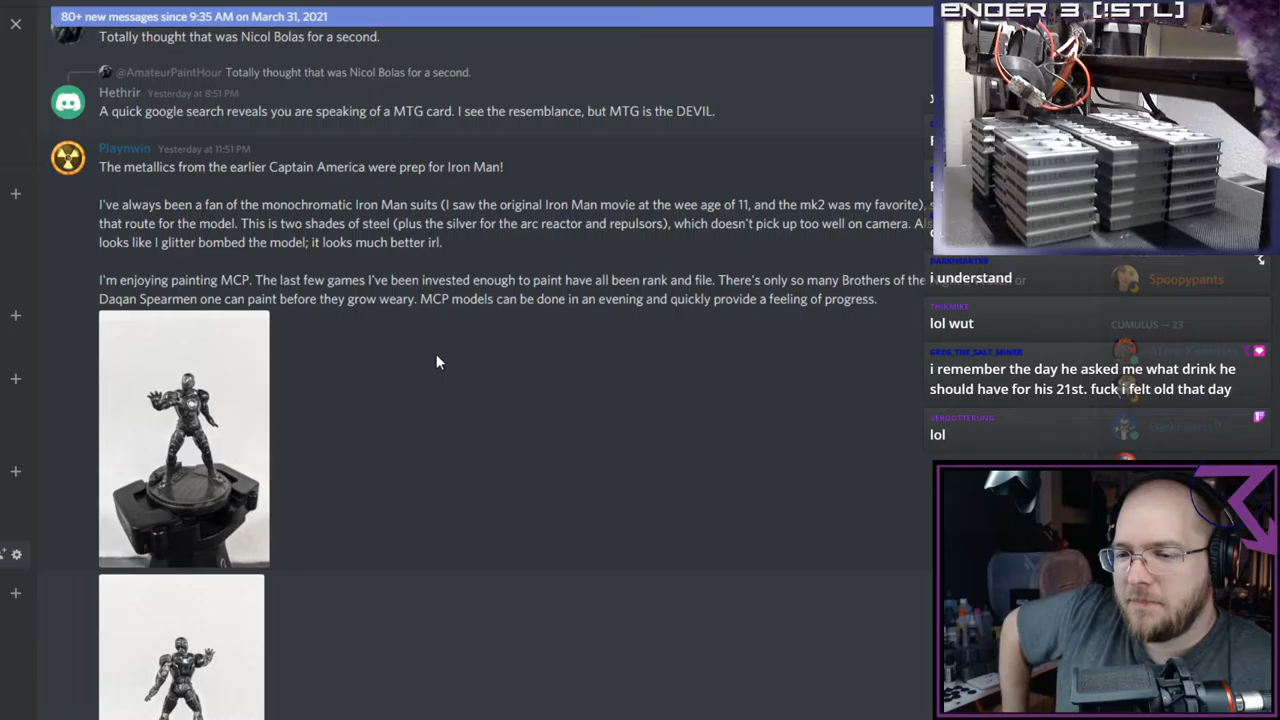 80+ new messages since 9:35 AM on March 31, 2021
Totally thought that was Nicol Bolas for a second.
@AmateurPaintHour Totally thought that was Nicol Bolas for a second.
Hethrir Yesterday at 8:51 PM
A quick google search reveals you are speaking of a MTG card. I see the resemblance, but MTG is the DEVIL.
Playnwin Yesterday at 11:51 PM
The metallics from the earlier Captain America were prep for Iron Man!
I've always been a fan of the monochromatic Iron Man suits (I saw the original Iron Man movie at the wee age of 11, and the mk2 was my favorite), s
that route for the model. This is two shades of steel (plus the silver for the arc reactor and repulsors), which doesn't pick up too well on camera. Als
looks like I glitter bombed the model; it looks much better irl.
I'm enjoying painting MCP. The last few games I've been invested enough to paint have all been rank and file. There's only so many Brothers of the
or
Daqan Spearmen one can paint before they grow weary. MCP models can be done in an evening and quickly provide a feeling of progress.
ENDER 3 [!STL]
DARKHEARTX9
i understand
Spoopypants
THIKMIKE
lol wut
CUMULUS — 23
GREG_THE_SALT_MINER
i remember the day he asked me what drink he
should have for his 21st. fuck i felt old that day
VERGOTTERUNG
lol